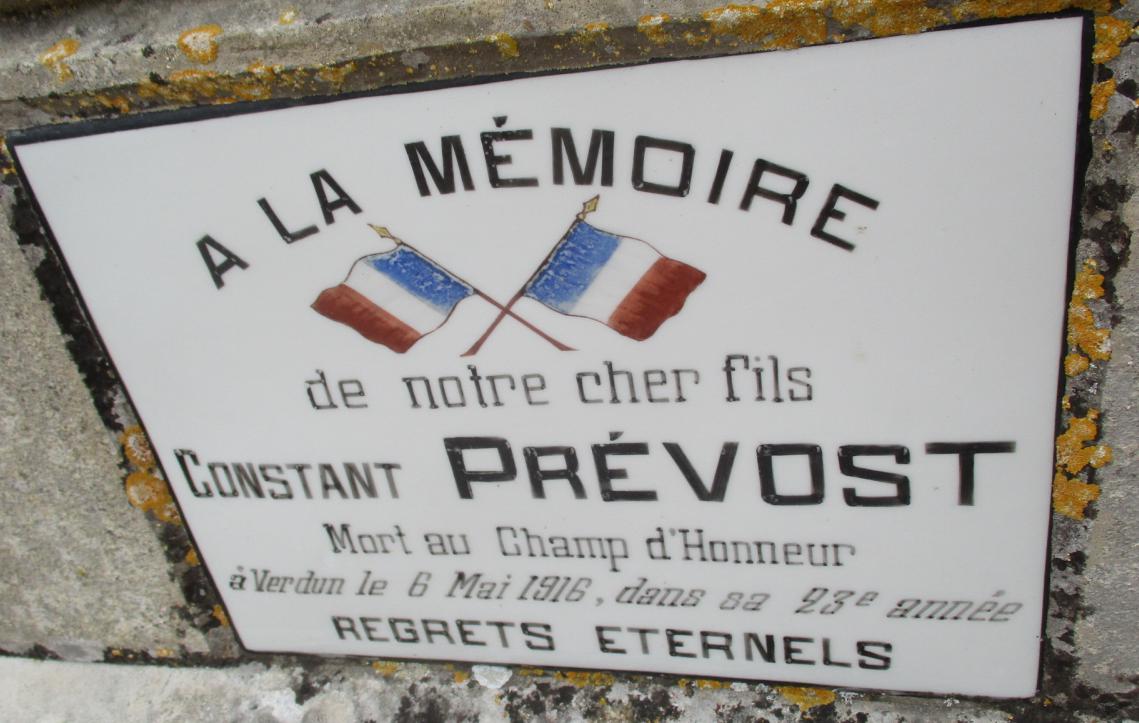 A LA MÉMOIRE
de notre cher fils
CONSTANT PRÉVOST
Mort au Champ d'Honneur
à Verdun le 6 Mai 1916, dans sa 23e année
REGRETS ETERNELS